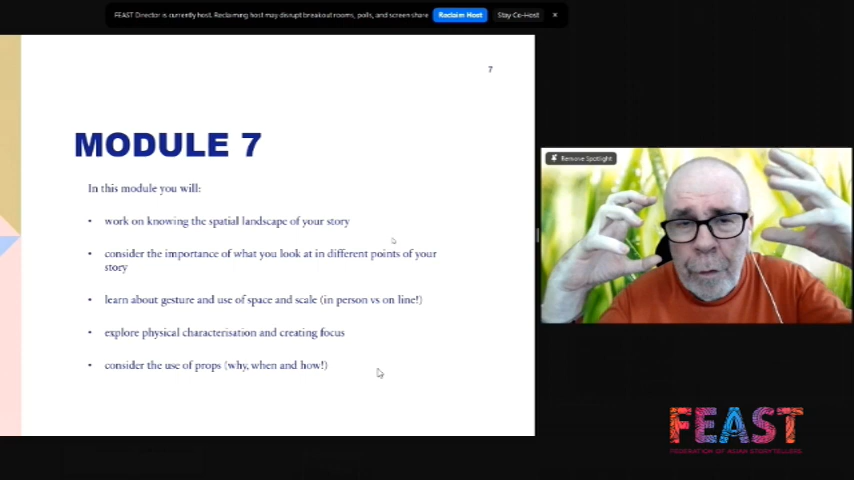 FEAST Director is currently host. Reclaiming host may disrupt breakout rooms, polls, and screen share
Reclaim Host
Stay Co-Host
7
MODULE 7
In this module you will:
• work on knowing the spatial landscape of your story
• consider the importance of what you look at in different points of your
story
• learn about gesture and use of space and scale (in person vs on line!)
• explore physical characterisation and creating focus
• consider the use of props (why, when and how!)
Remove Spotlight
FEAST
FEDERATION OF ASIAN STORYTELLERS